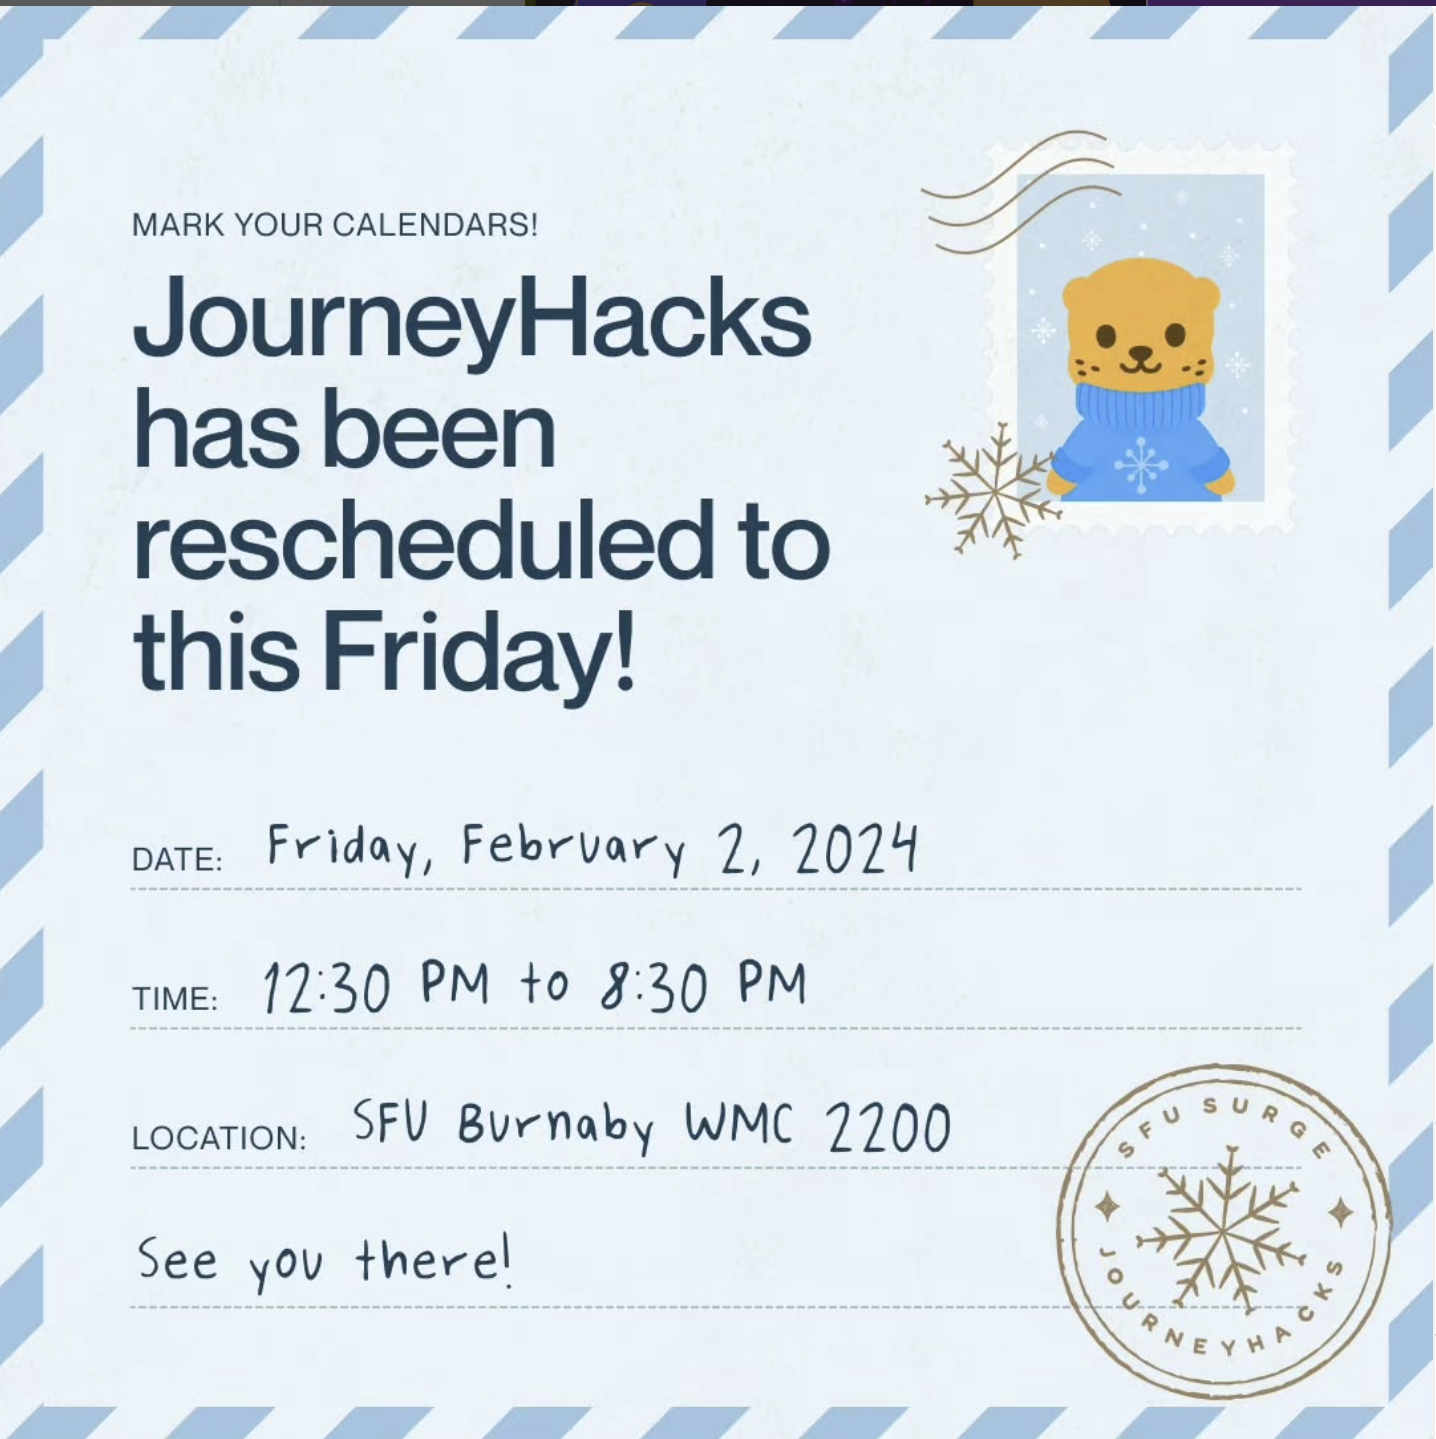 MARK YOUR CALENDARS!
JourneyHacks
has been
rescheduled to
this Friday!
DATE: Friday, February 2, 2024
TIME: 12:30 PM to 8:30 PM
LOCATION: SFU Burnaby WMC 2200
See you there!
SFU SURGE
JOURNEYHACKS